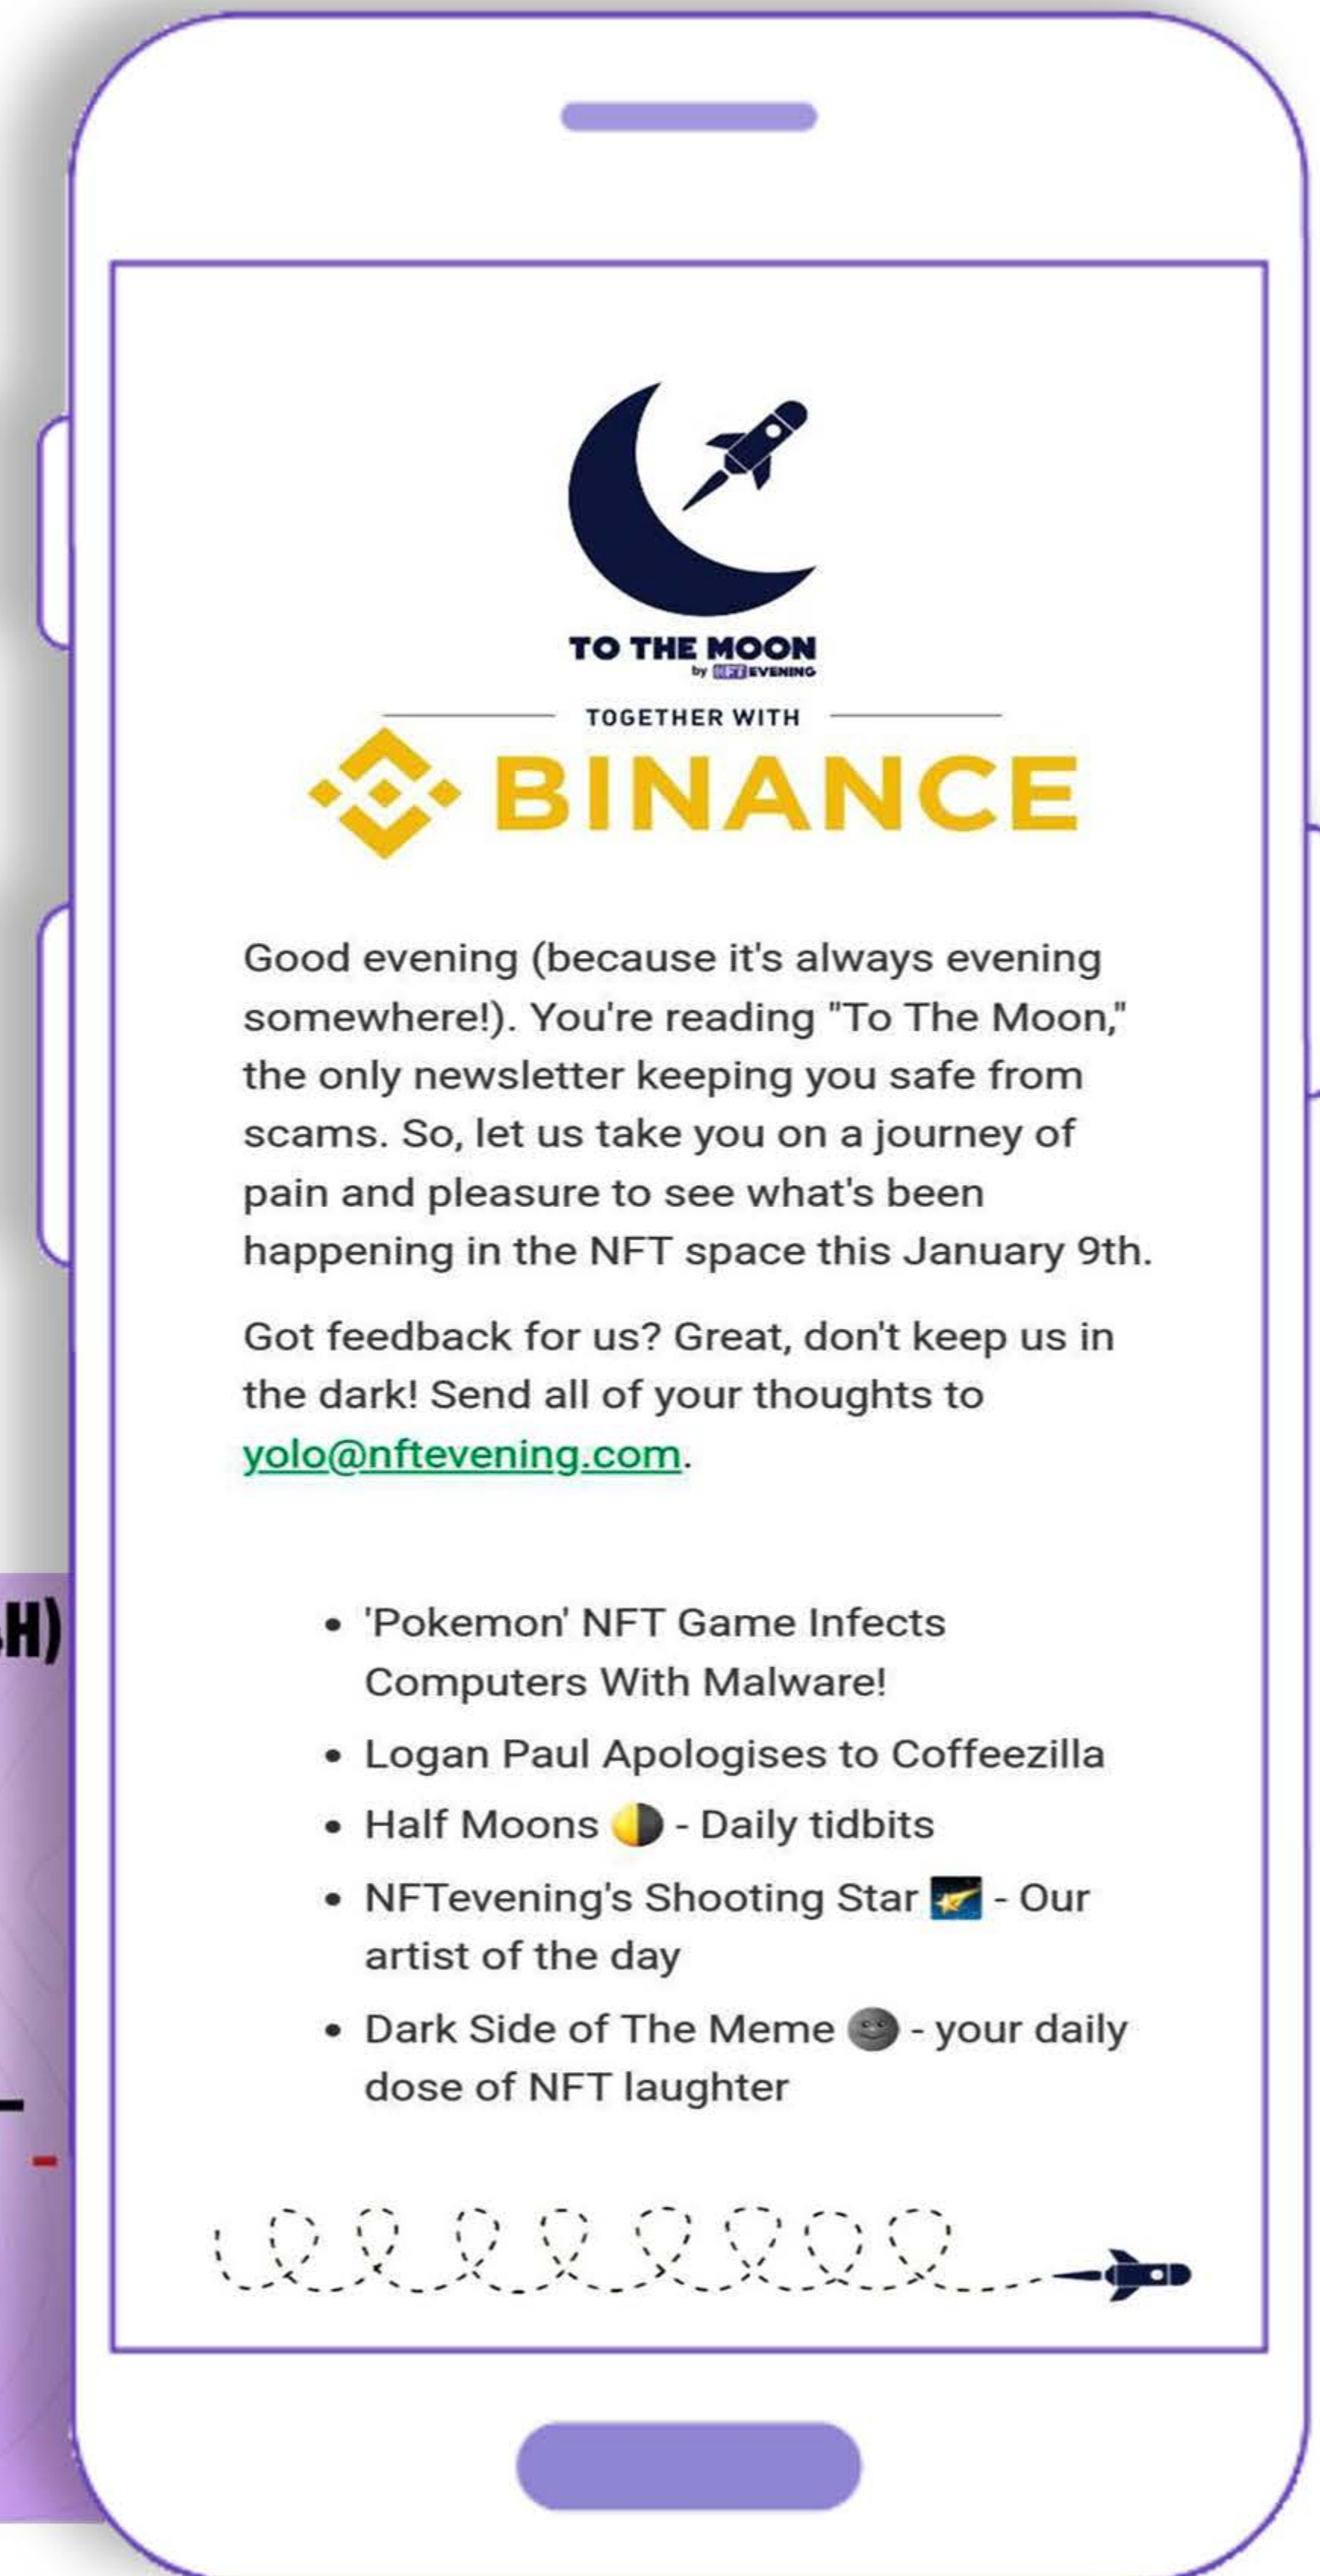 TO THE MOON
by NFT EVENING
TOGETHER WITH
BINANCE
Good evening (because it's always evening
somewhere!). You're reading "To The Moon,"
the only newsletter keeping you safe from
scams. So, let us take you on a journey of
pain and pleasure to see what's been
happening in the NFT space this January 9th.
Got feedback for us? Great, don't keep us in
the dark! Send all of your thoughts to
yolo@nftevening.com.
• 'Pokemon' NFT Game Infects
Computers With Malware!
• Logan Paul Apologises to Coffeezilla
• Half Moons 🌗 - Daily tidbits
• NFTevening's Shooting Star 🌠 - Our
artist of the day
• Dark Side of The Meme 🌚 - your daily
dose of NFT laughter
H)